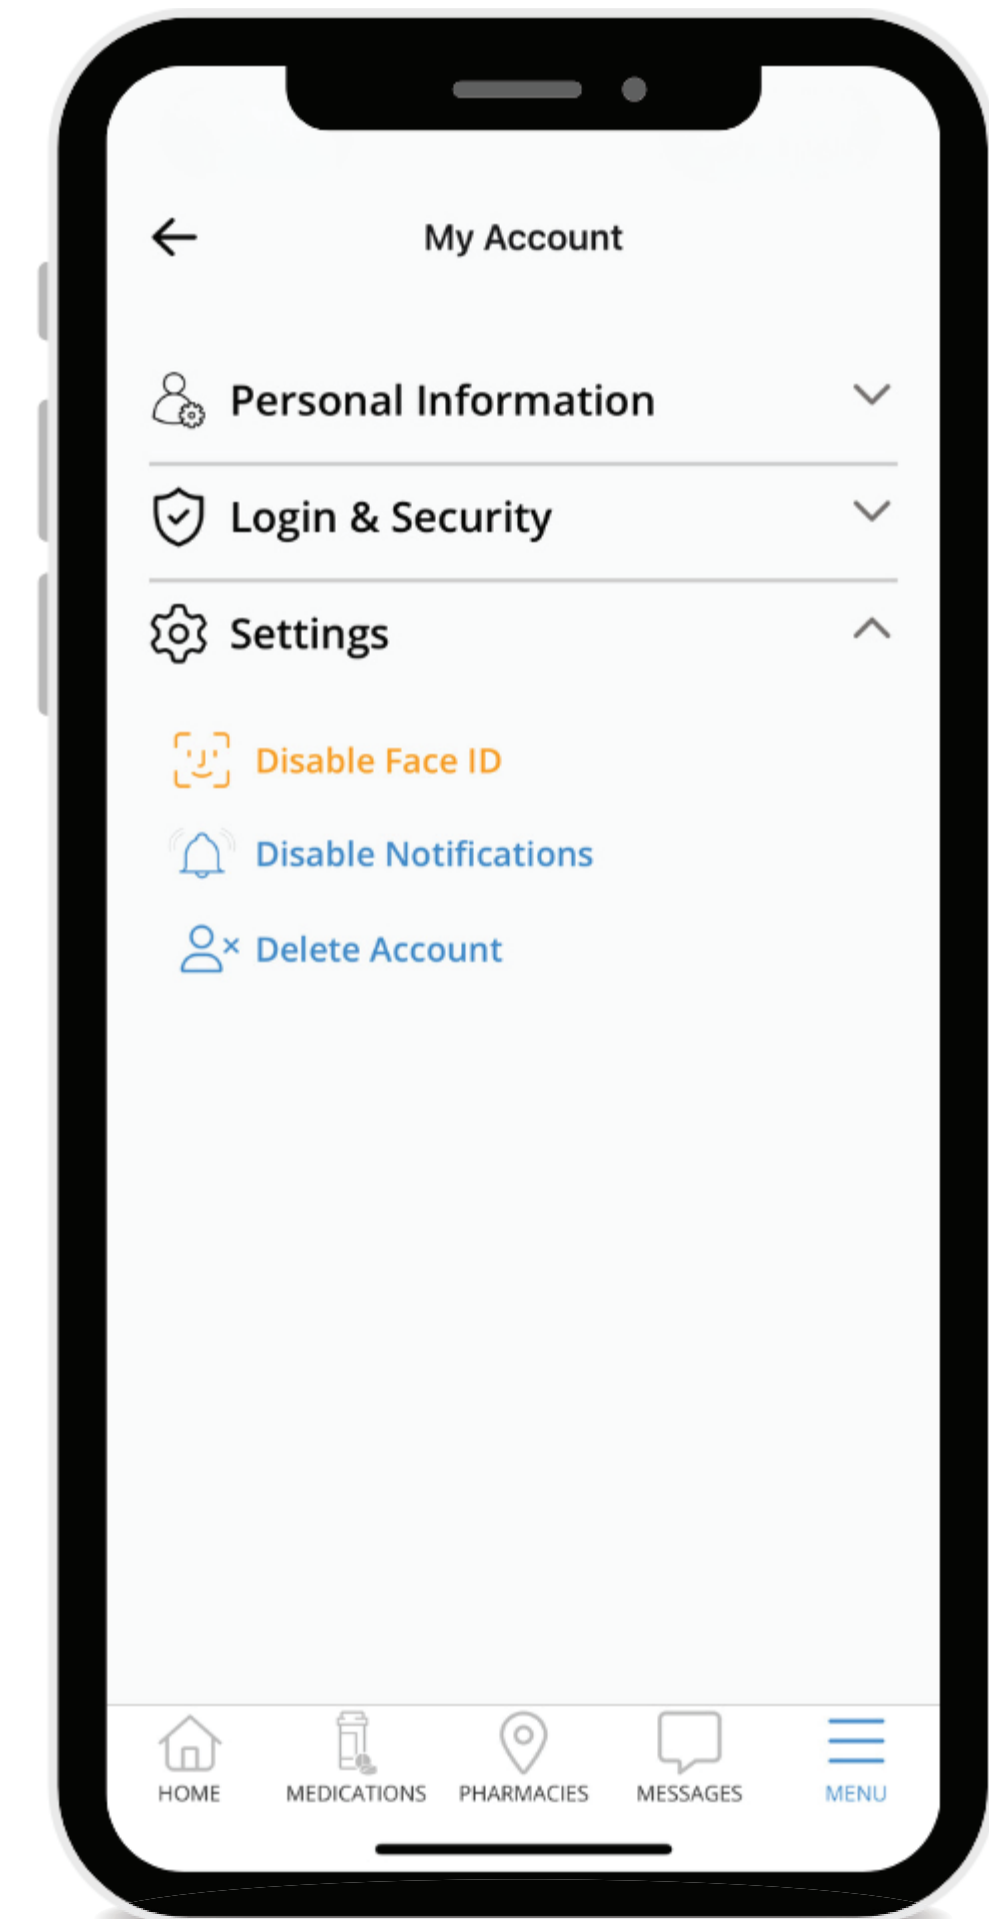 My Account
Personal Information
Login & Security
Settings
Disable Face ID
Disable Notifications
Delete Account
HOME MEDICATIONS PHARMACIES MESSAGES MENU